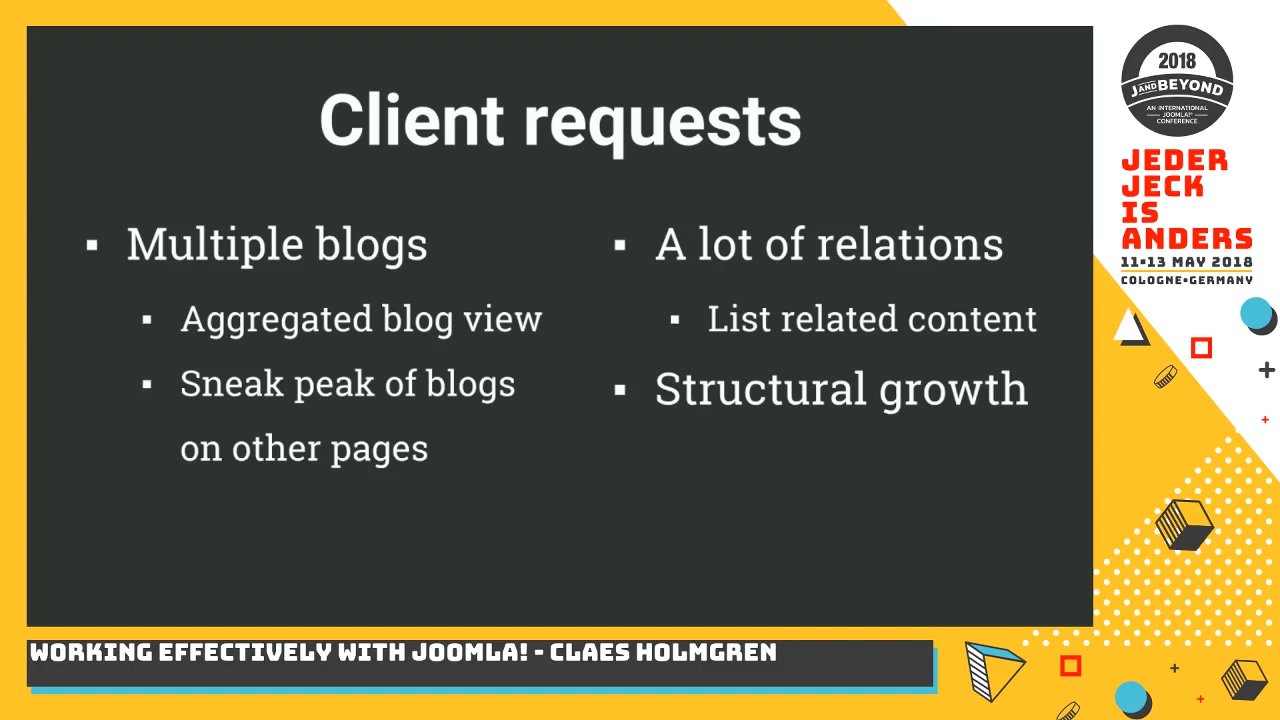 Client requests
▪ Multiple blogs
▪ Aggregated blog view
▪ Sneak peak of blogs
on other pages
▪ A lot of relations
▪ List related content
▪ Structural growth
2018
JANDBEYOND
AN INTERNATIONAL
JOOMLA!®
CONFERENCE
JEDER
JECK
IS
ANDERS
11▪13 MAY 2018
COLOGNE▪GERMANY
WORKING EFFECTIVELY WITH JOOMLA! - CLAES HOLMGREN